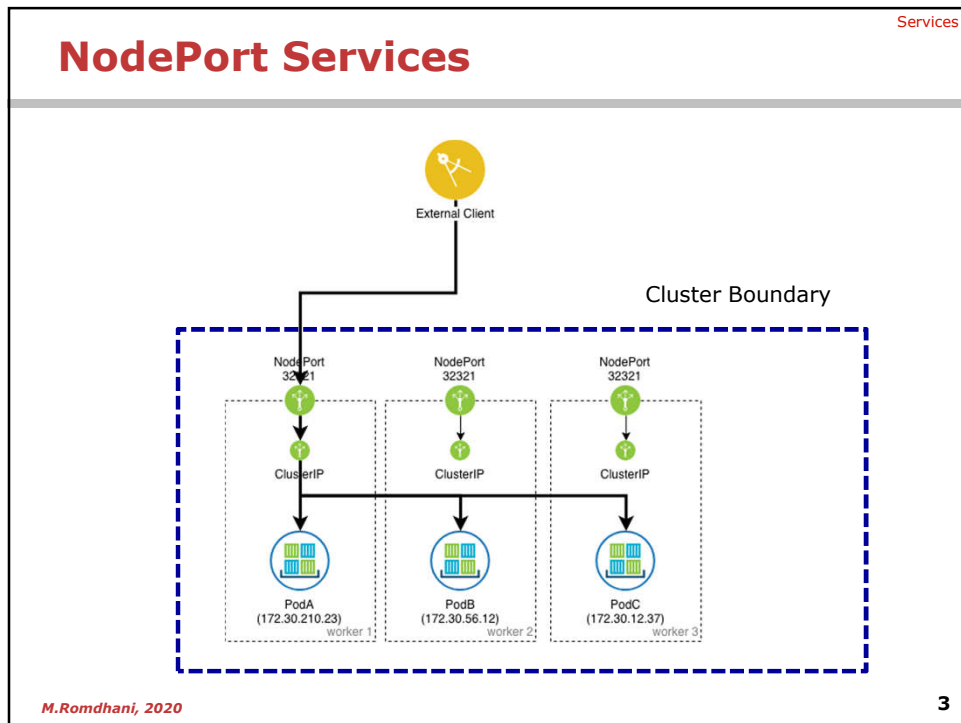 Services
NodePort Services
External Client
Cluster Boundary
NodePort
32321
NodePort
32321
NodePort
32321
ClusterIP
ClusterIP
ClusterIP
PodA
(172.30.210.23)
worker 1
PodB
(172.30.56.12)
worker 2
PodC
(172.30.12.37)
worker 3
M.Romdhani, 2020
3